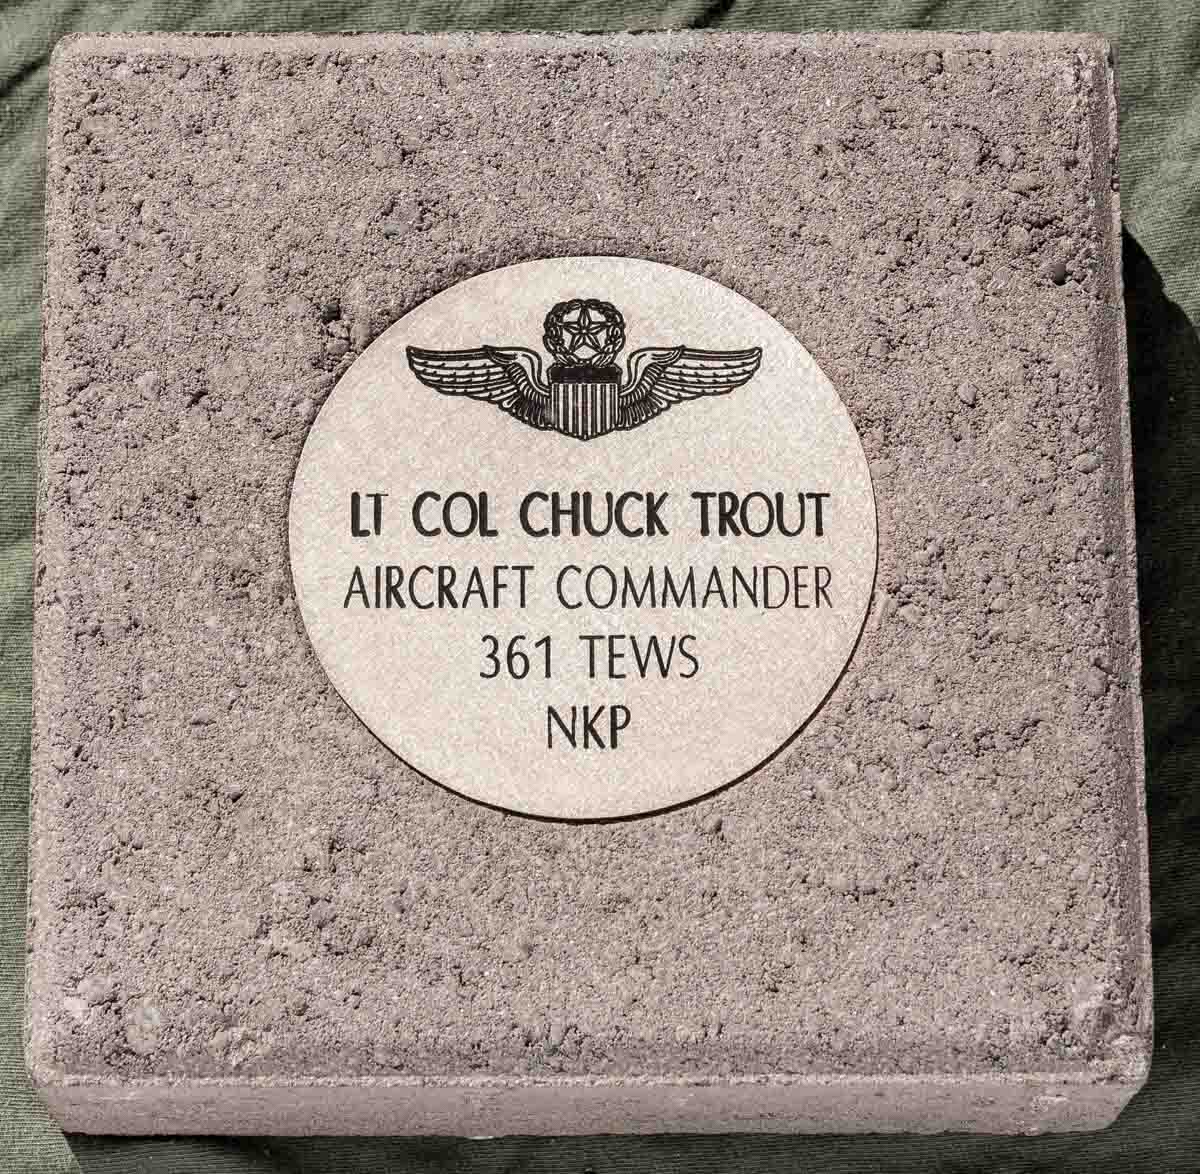 LT COL CHUCK TROUT
AIRCRAFT COMMANDER
361 TEWS
NKP